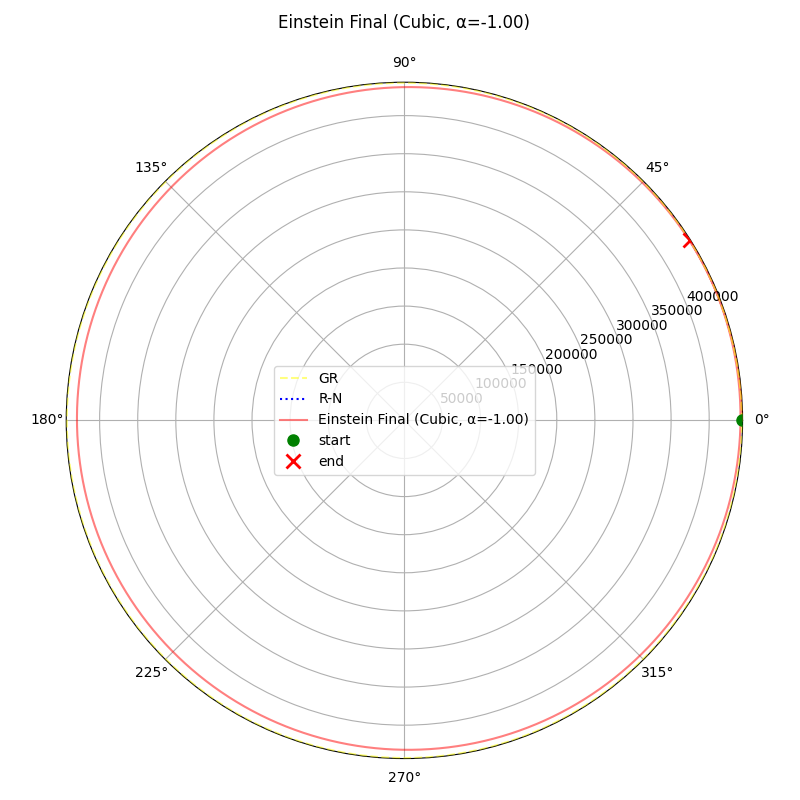 Einstein Final (Cubic, α=-1.00)
90°
135°
45°
400000
350000
300000
250000
200000
150000
100000
50000
180°
0°
GR
R-N
Einstein Final (Cubic, α=-1.00)
start
end
225°
315°
270°